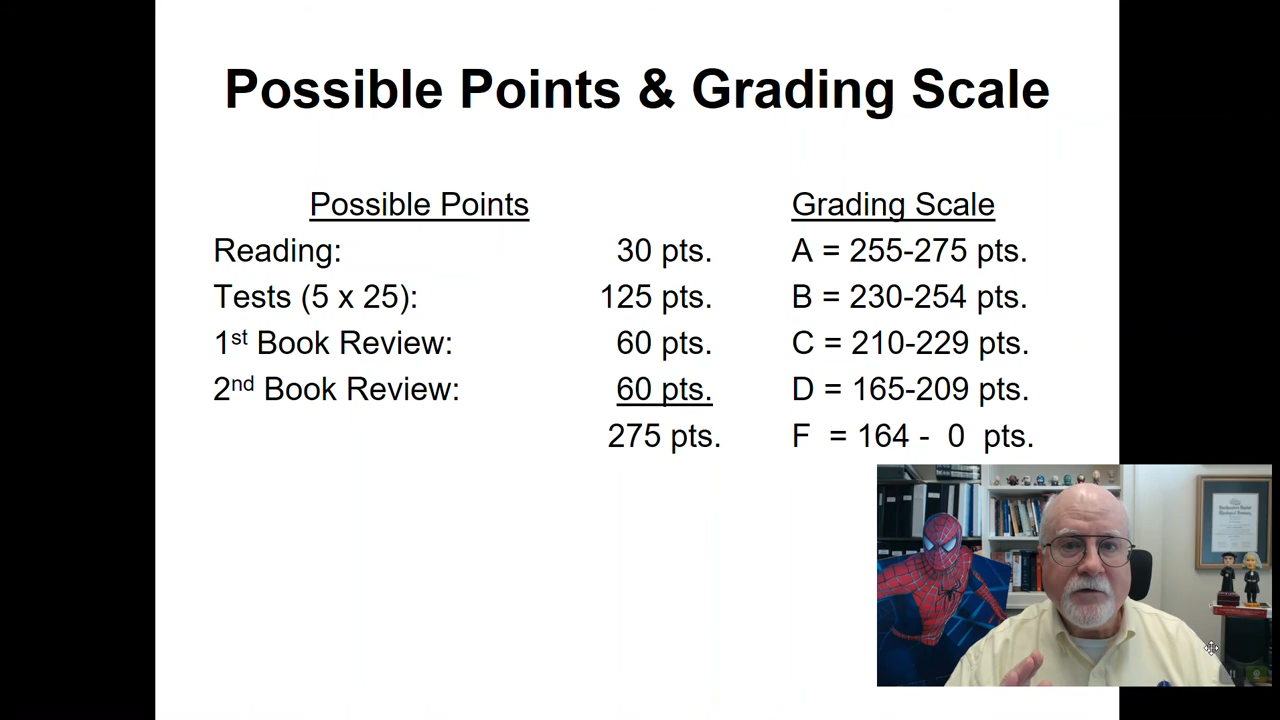 Possible Points & Grading Scale
Possible Points
Reading: 30 pts.
Tests (5 x 25): 125 pts.
1st Book Review: 60 pts.
2nd Book Review: 60 pts.
275 pts.
Grading Scale
A = 255-275 pts.
B = 230-254 pts.
C = 210-229 pts.
D = 165-209 pts.
F = 164 - 0 pts.